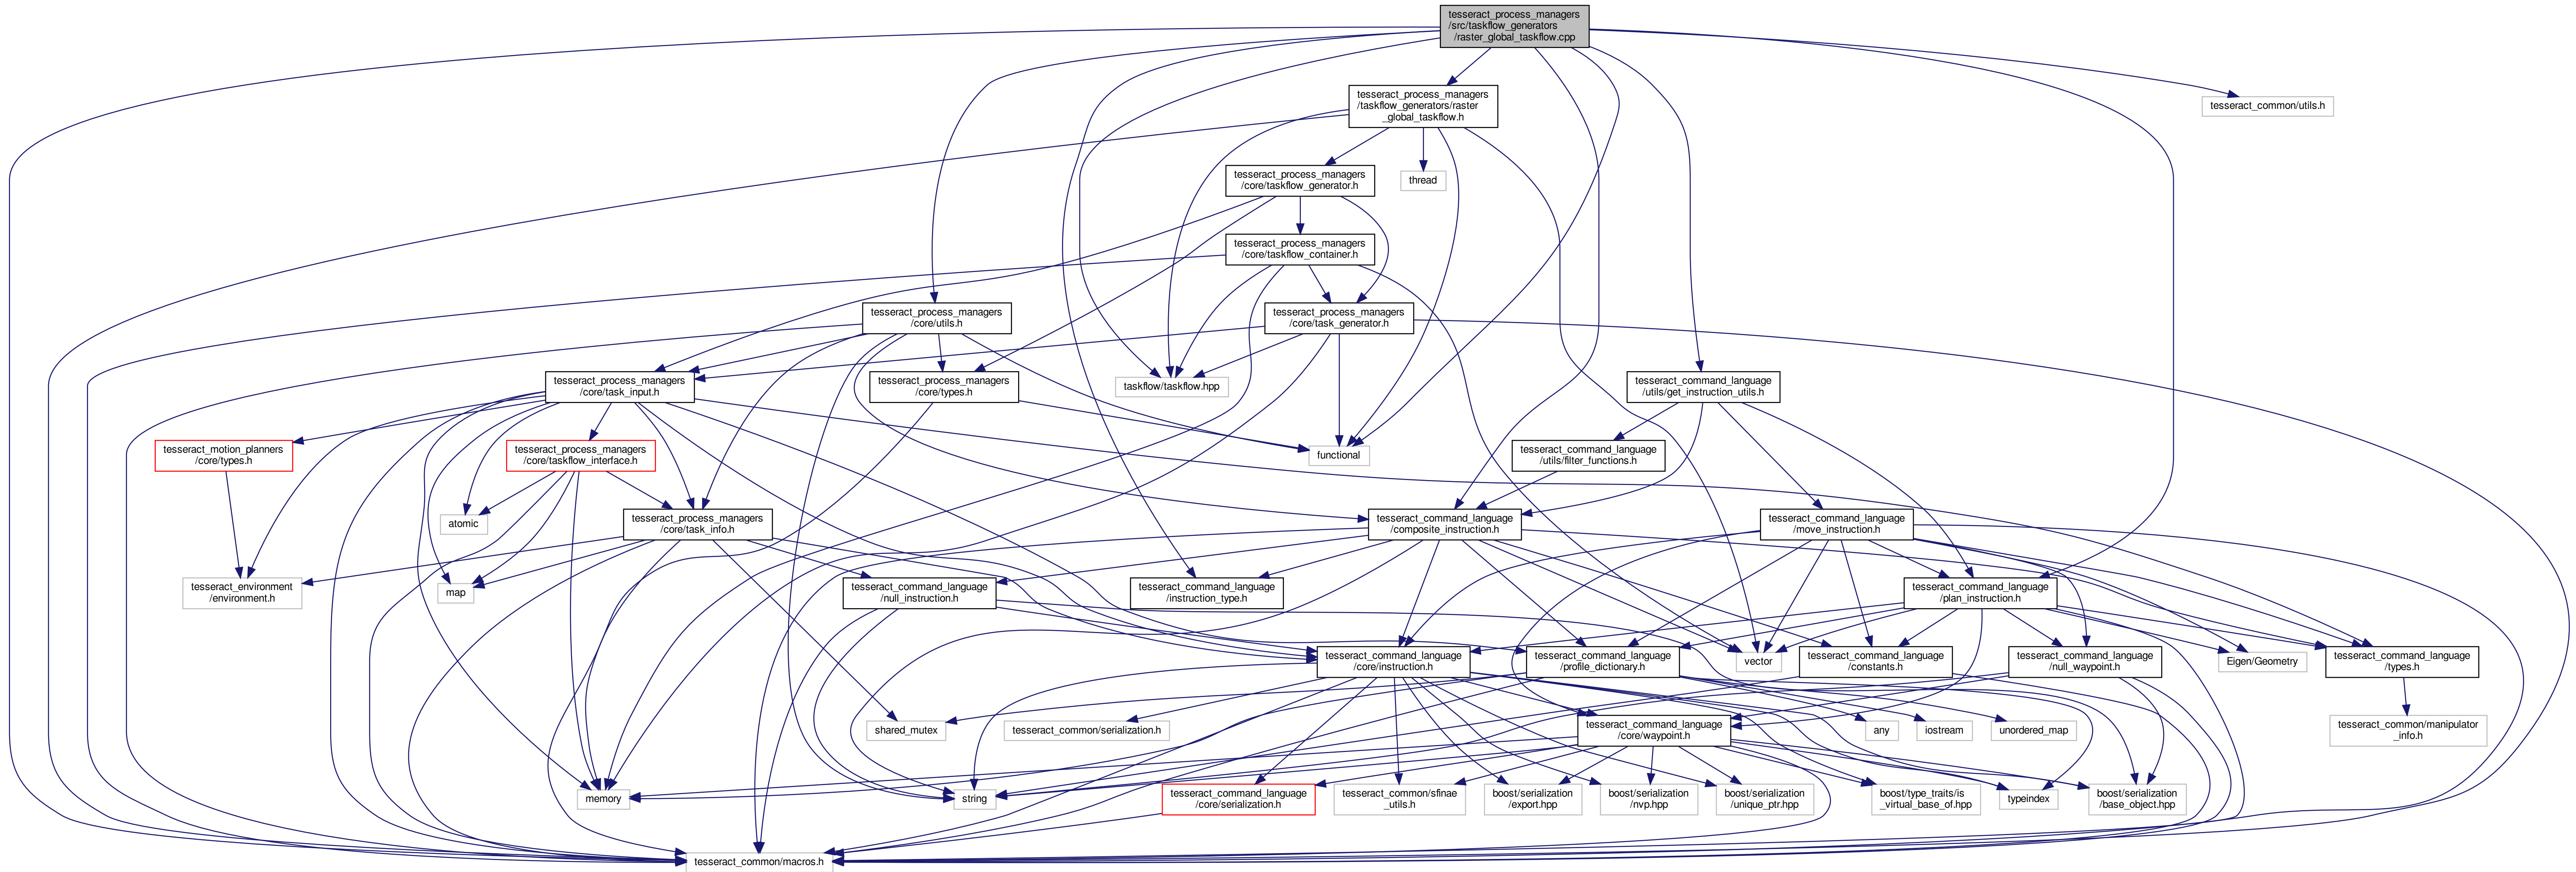 tesseract_process_managers
/src/taskflow_generators
/raster_global_taskflow.cpp
tesseract_process_managers
/taskflow_generators/raster
_global_taskflow.h
tesseract_common/utils.h
tesseract_process_managers
/core/taskflow_generator.h
thread
tesseract_process_managers
/core/taskflow_container.h
tesseract_process_managers
/core/utils.h
tesseract_process_managers
/core/task_generator.h
tesseract_process_managers
/core/task_input.h
tesseract_process_managers
/core/types.h
taskflow/taskflow.hpp
tesseract_command_language
/utils/get_instruction_utils.h
tesseract_motion_planners
/core/types.h
tesseract_process_managers
/core/taskflow_interface.h
functional
tesseract_command_language
/utils/filter_functions.h
atomic
tesseract_process_managers
/core/task_info.h
tesseract_command_language
/composite_instruction.h
tesseract_command_language
/move_instruction.h
tesseract_environment
/environment.h
map
tesseract_command_language
/null_instruction.h
tesseract_command_language
/instruction_type.h
tesseract_command_language
/plan_instruction.h
tesseract_command_language
/core/instruction.h
tesseract_command_language
/profile_dictionary.h
vector
tesseract_command_language
/constants.h
tesseract_command_language
/null_waypoint.h
Eigen/Geometry
tesseract_command_language
/types.h
shared_mutex
tesseract_common/serialization.h
tesseract_command_language
/core/waypoint.h
any
iostream
unordered_map
tesseract_common/manipulator
_info.h
memory
string
tesseract_command_language
/core/serialization.h
tesseract_common/sfinae
_utils.h
boost/serialization
/export.hpp
boost/serialization
/nvp.hpp
boost/serialization
/unique_ptr.hpp
boost/type_traits/is
_virtual_base_of.hpp
typeindex
boost/serialization
/base_object.hpp
tesseract_common/macros.h